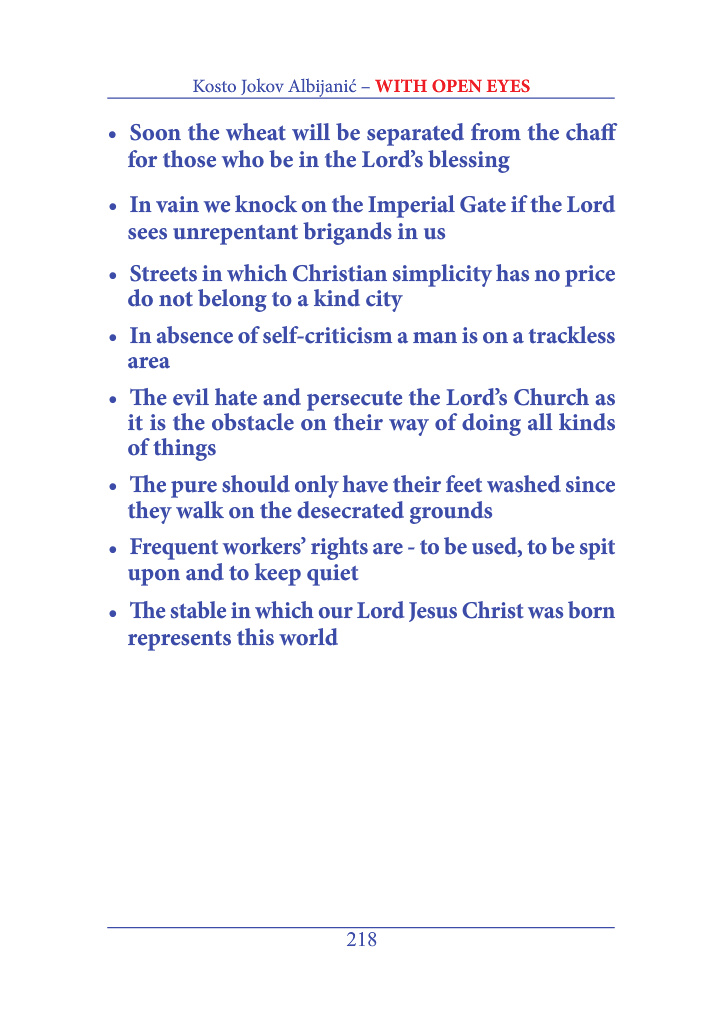 Kosto Jokov Albijanić – WITH OPEN EYES
• Soon the wheat will be separated from the chaff
for those who be in the Lord’s blessing
• In vain we knock on the Imperial Gate if the Lord
sees unrepentant brigands in us
• Streets in which Christian simplicity has no price
do not belong to a kind city
• In absence of self-criticism a man is on a trackless
area
• The evil hate and persecute the Lord’s Church as
it is the obstacle on their way of doing all kinds
of things
• The pure should only have their feet washed since
they walk on the desecrated grounds
• Frequent workers’ rights are - to be used, to be spit
upon and to keep quiet
• The stable in which our Lord Jesus Christ was born
represents this world
218